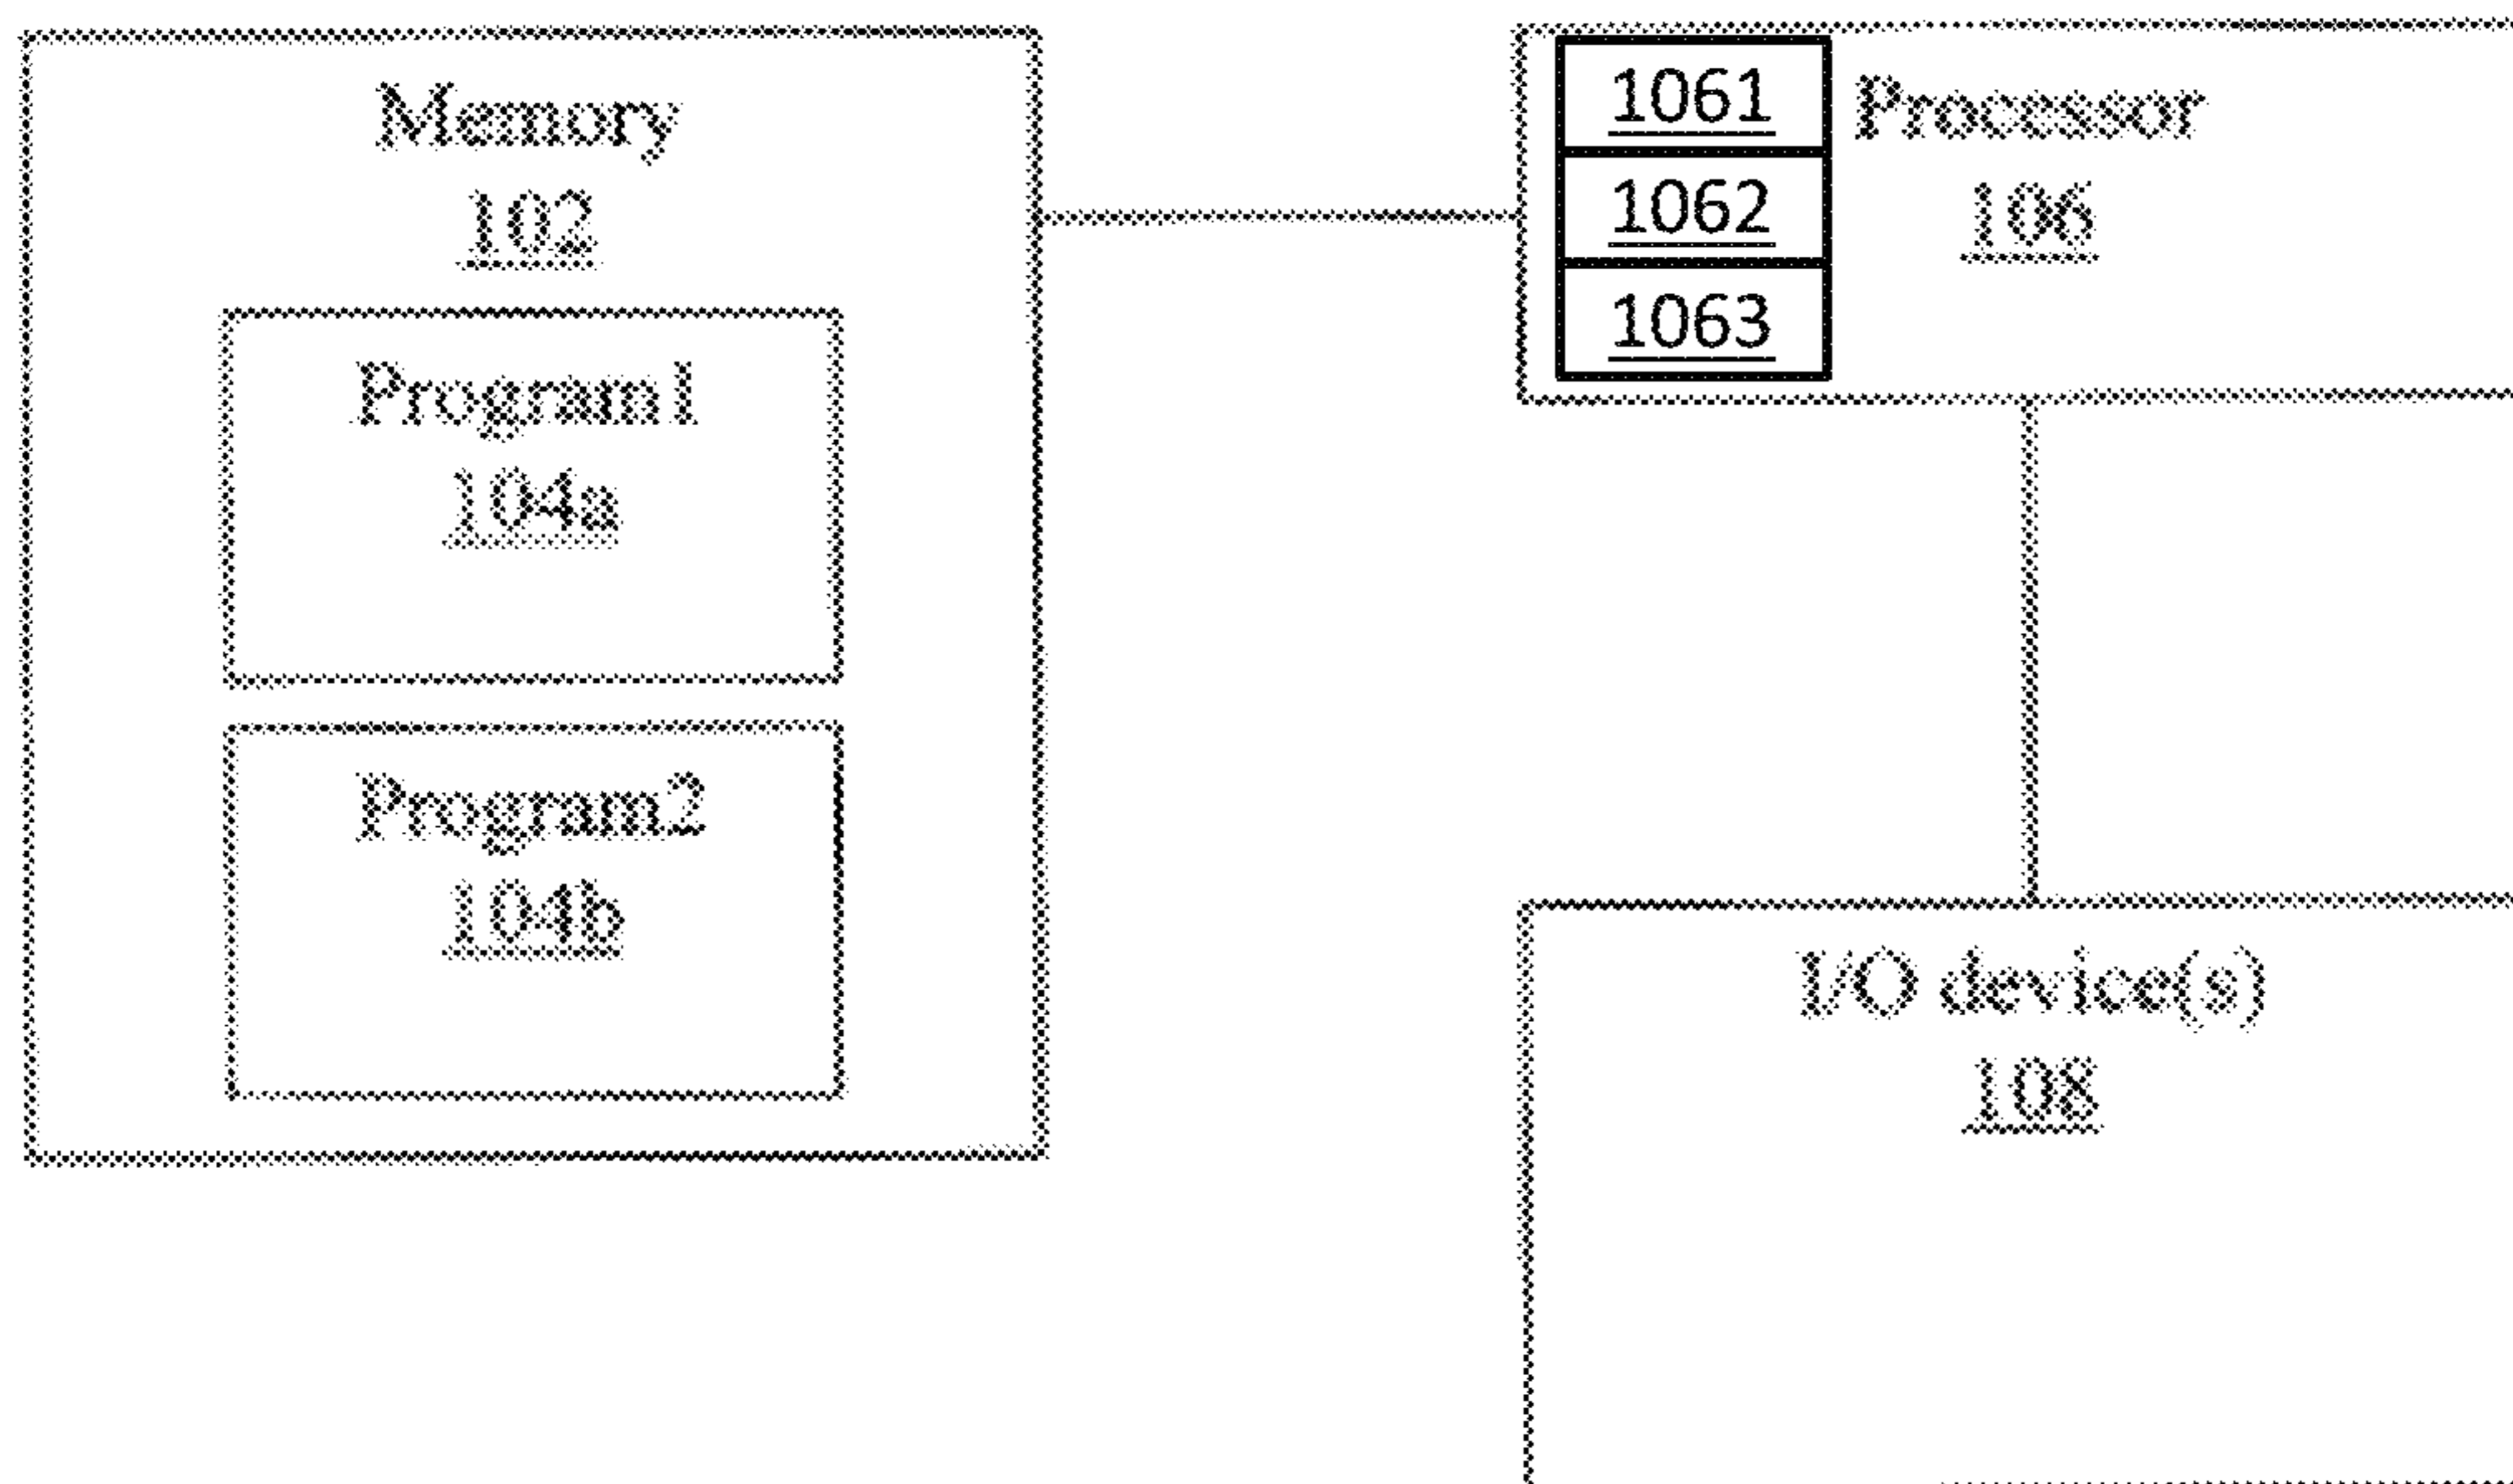 Memory
102
Program1
104a
Program2
104b
1061
1062
1063
Processor
106
I/O device(s)
108